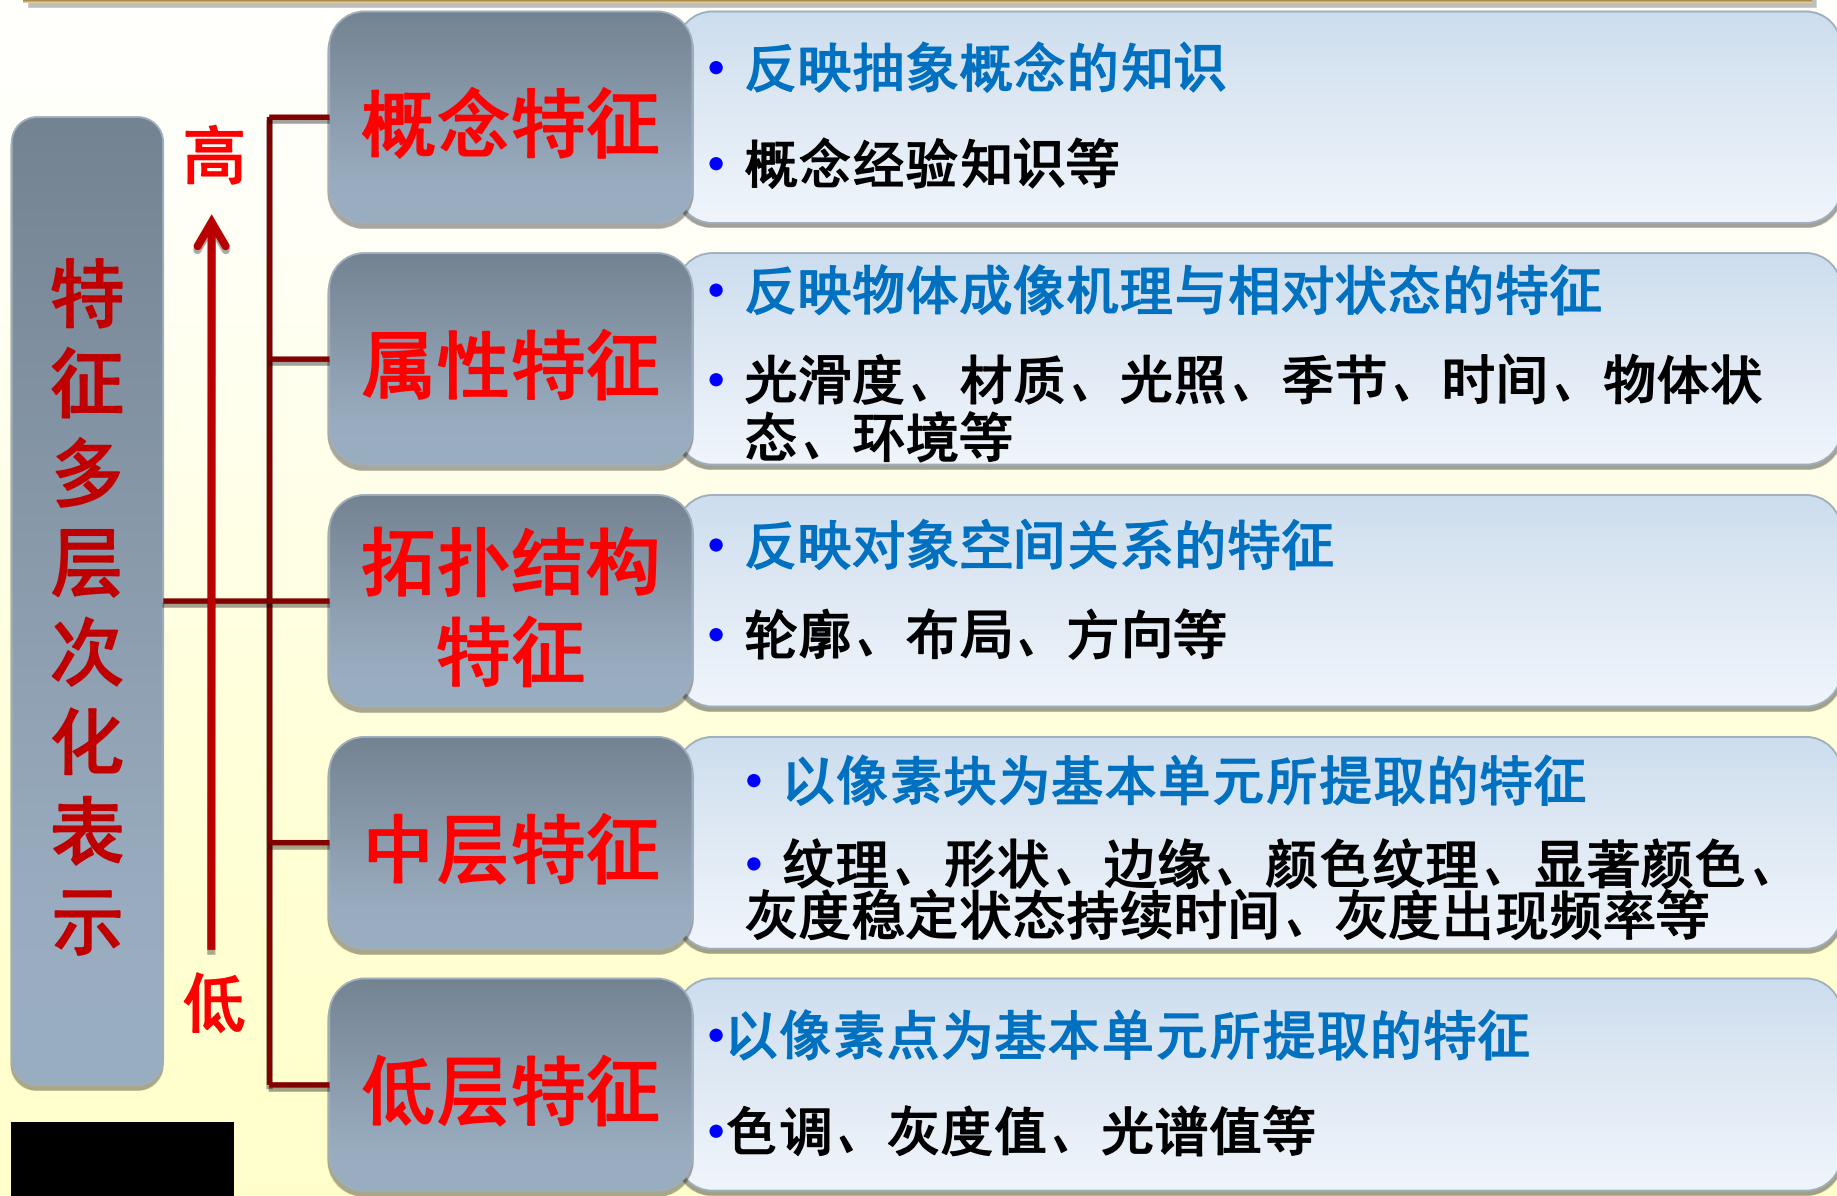 特征多层次化表示
高
低
概念特征
• 反映抽象概念的知识
• 概念经验知识等
属性特征
• 反映物体成像机理与相对状态的特征
• 光滑度、材质、光照、季节、时间、物体状
态、环境等
拓扑结构
特征
• 反映对象空间关系的特征
• 轮廓、布局、方向等
中层特征
• 以像素块为基本单元所提取的特征
• 纹理、形状、边缘、颜色纹理、显著颜色、
灰度稳定状态持续时间、灰度出现频率等
低层特征
•以像素点为基本单元所提取的特征
•色调、灰度值、光谱值等